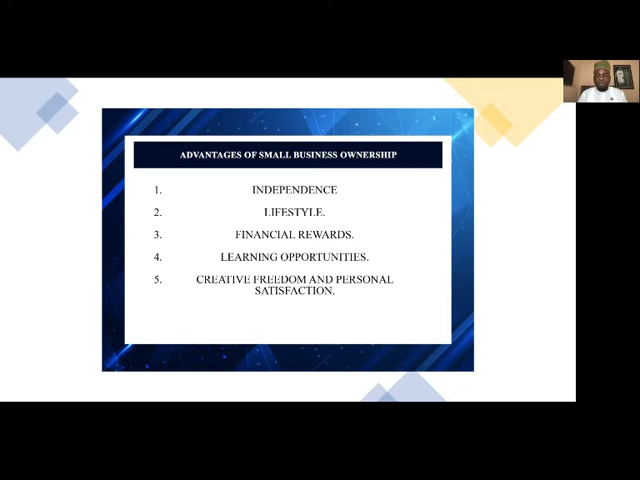 ADVANTAGES OF SMALL BUSINESS OWNERSHIP
1. INDEPENDENCE
2. LIFESTYLE.
3. FINANCIAL REWARDS.
4. LEARNING OPPORTUNITIES.
5. CREATIVE FREEDOM AND PERSONAL
SATISFACTION.